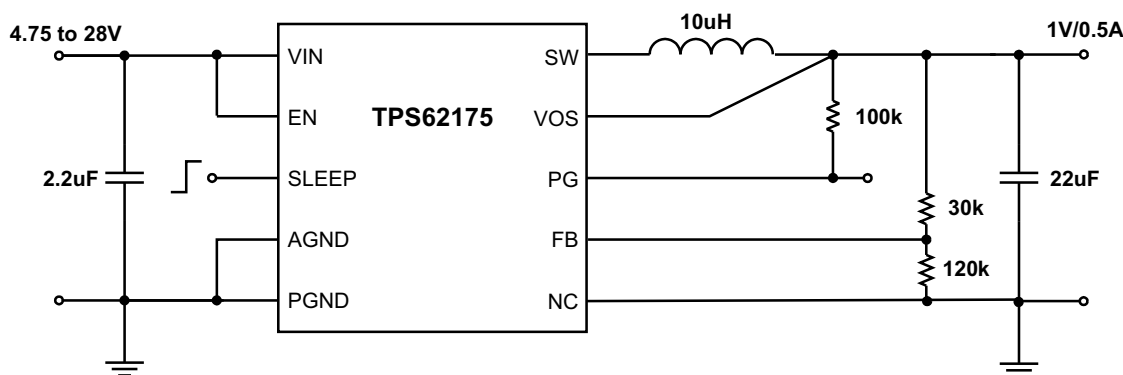 4.75 to 28V
10uH
1V/0.5A
VIN
SW
EN
TPS62175
VOS
100k
2.2uF
SLEEP
PG
22uF
30k
AGND
FB
120k
PGND
NC